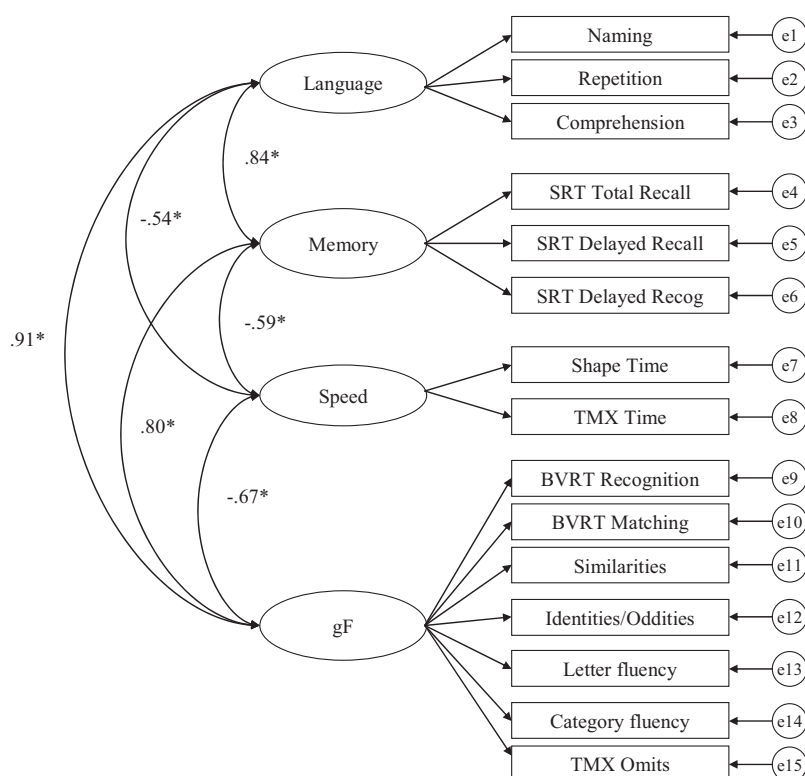 Naming
e1
Language
Repetition
e2
Comprehension
e3
.84*
-.54*
SRT Total Recall
e4
Memory
SRT Delayed Recall
e5
SRT Delayed Recog
e6
-.59*
.91*
Shape Time
e7
Speed
TMX Time
e8
.80*
-.67*
BVRT Recognition
e9
BVRT Matching
e10
Similarities
e11
gF
Identities/Oddities
e12
Letter fluency
e13
Category fluency
e14
TMX Omits
e15